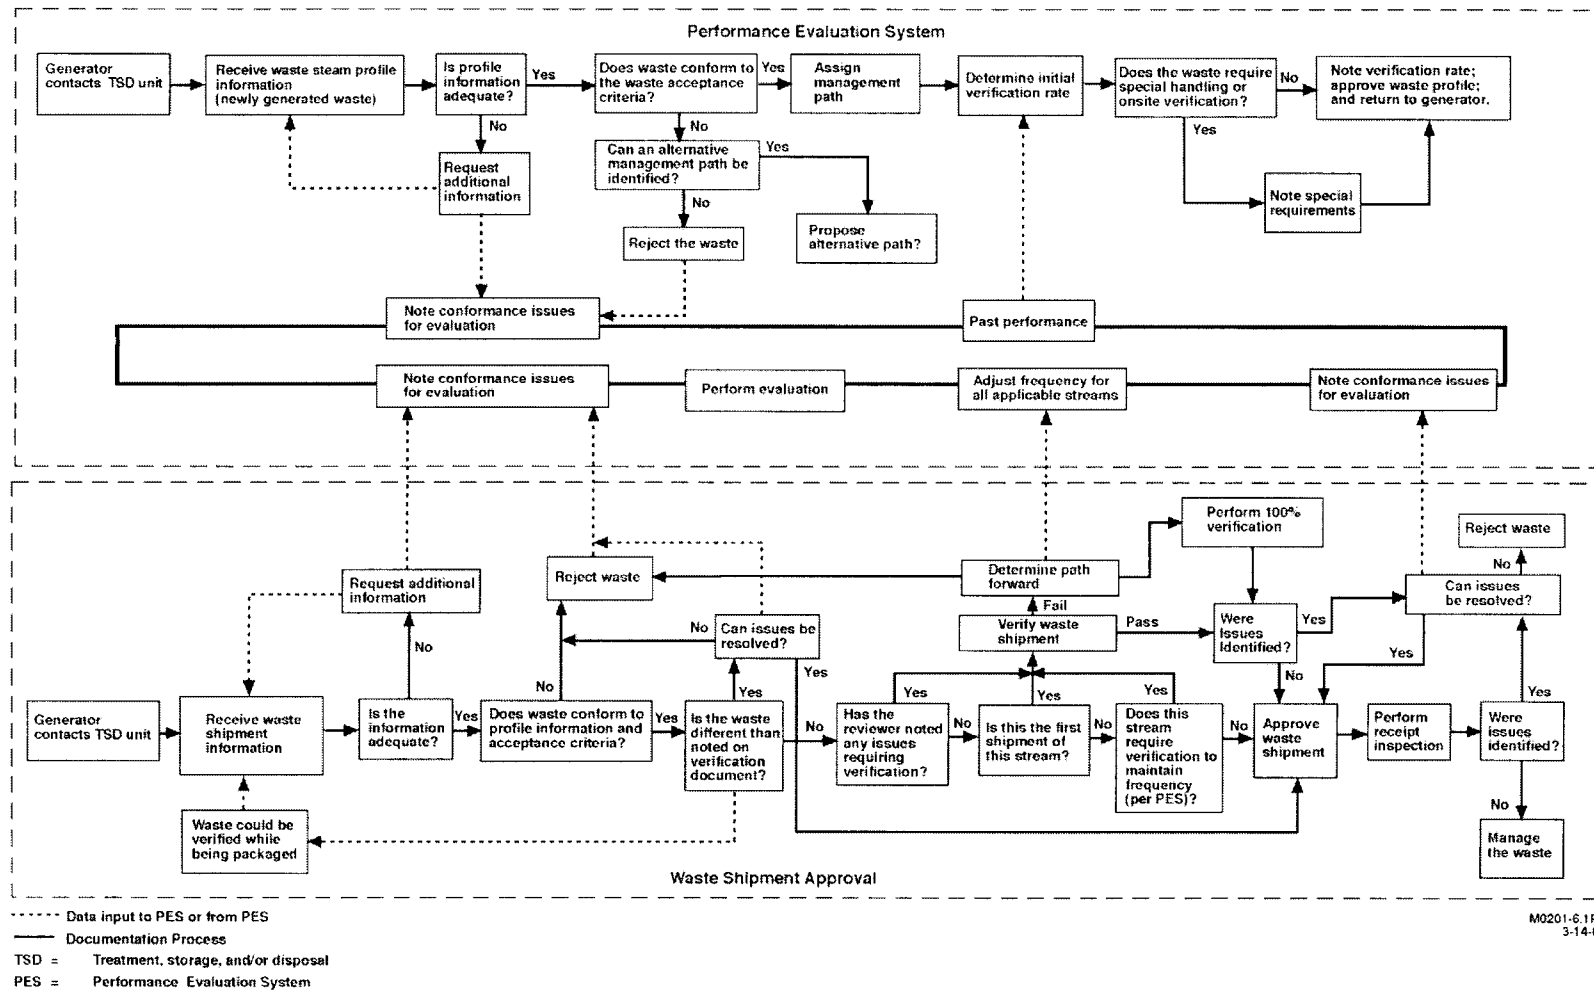 Performance Evaluation System
Generator
contacts TSD unit
Receive waste steam profile
information
(newly generated waste)
Is profile
information
adequate?
Yes
No
Request
additional
information
Does waste conform to
the waste acceptance
criteria?
Yes
No
Can an alternative
management path be
identified?
Yes
No
Reject the waste
Propose
alternative path?
Assign
management
path
Determine initial
verification rate
Does the waste require
special handling or
onsite verification?
No
Yes
Note special
requirements
Note verification rate;
approve waste profile;
and return to generator.
Note conformance issues
for evaluation
Past performance
Note conformance issues
for evaluation
Perform evaluation
Adjust frequency for
all applicable streams
Note conformance issues
for evaluation
Perform 100%
verification
Reject waste
No
Request additional
information
Reject waste
Determine path
forward
Can issues
be resolved?
Fail
No
Can issues be
resolved?
Verify waste
shipment
Pass
Were
Issues
Identified?
Yes
No
No
Yes
Yes
No
Yes
Yes
Yes
Yes
Yes
Generator
contacts TSD unit
Receive waste
shipment
information
Is the
information
adequate?
Yes
Does waste conform to
profile information and
acceptance criteria?
Yes
Is the waste
different than
noted on
verification
document?
No
Has the
reviewer noted
any issues
requiring
verification?
No
Is this the first
shipment of
this stream?
No
Does this
stream
require
verification to
maintain
frequency
(per PES)?
No
Approve
waste
shipment
Perform
receipt
inspection
Were
issues
identified?
No
Manage
the waste
Waste could be
verified while
being packaged
Waste Shipment Approval
Data input to PES or from PES
Documentation Process
TSD = Treatment, storage, and/or disposal
PES = Performance Evaluation System
M0201-6.1
3-14-